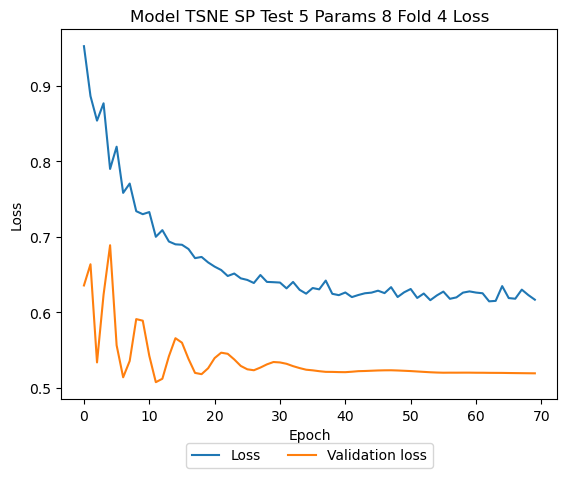 Model TSNE SP Test 5 Params 8 Fold 4 Loss
0.9
0.8
0.7
0.6
0.5
Loss
0 10 20 30 40 50 60 70
Epoch
Loss Validation loss